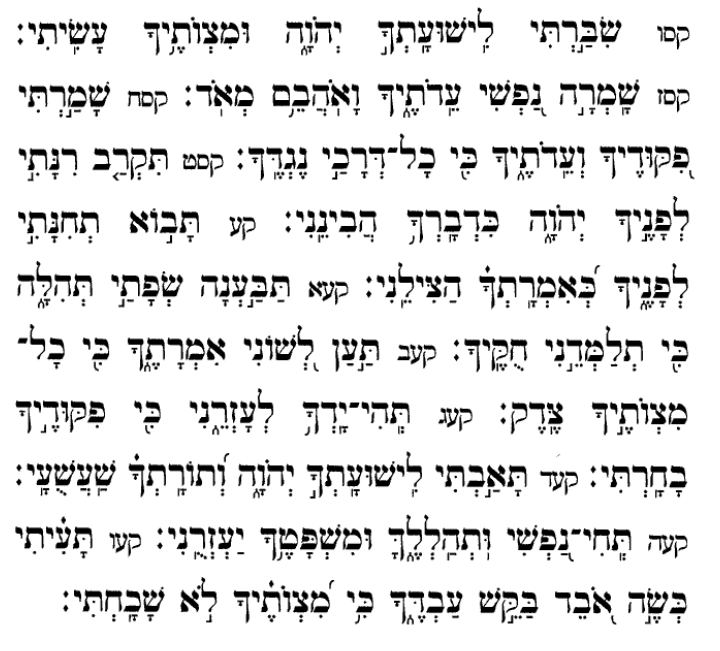 קסו שִׂבַּ֣רְתִּי לִֽישׁוּעָתְךָ֣ יְהֹוָ֑ה וּֽמִצְוֺתֶ֥יךָ עָשִֽׂיתִי׃
קסז שָֽׁמְרָ֣ה נַ֭פְשִׁי עֵדֹתֶ֑יךָ וָאֹהֲבֵ֥ם מְאֹֽד׃ קסח שָׁמַ֣רְתִּי
פִ֭קּוּדֶיךָ וְעֵדֹתֶ֑יךָ כִּ֖י כׇל־דְּרָכַ֣י נֶגְדֶּֽךָ׃ קסט תִּקְרַ֤ב רִנָּתִ֣י
לְפָנֶ֣יךָ יְהֹוָ֑ה כִּדְבָרְךָ֥ הֲבִינֵֽנִי׃ קע תָּב֣וֹא תְחִנָּתִ֣י
לְפָנֶ֑יךָ כְּ֝אִמְרָתְךָ֗ הַצִּילֵֽנִי׃ קעא תַּבַּ֣עְנָה שְׂפָתַ֣י תְּהִלָּ֑ה
כִּ֖י תְלַמְּדֵ֣נִי חֻקֶּֽיךָ׃ קעב תַּ֣עַן לְ֭שׁוֹנִי אִמְרָתֶ֑ךָ כִּ֖י כׇל־
מִצְוֺתֶ֣יךָ צֶּֽדֶק׃ קעג תְּהִֽי־יָדְךָ֥ לְעׇזְרֵ֑נִי כִּ֖י פִקּוּדֶ֣יךָ
בָחָֽרְתִּי׃ קעד תָּאַ֣בְתִּי לִֽישׁוּעָתְךָ֣ יְהֹוָ֑ה וְ֝תוֹרָתְךָ֗ שַׁעֲשֻׁעָֽי׃
קעה תְּֽחִי־נַ֭פְשִׁי וּֽתְהַלְלֶ֑ךָּ וּֽמִשְׁפָּטֶ֥ךָ יַעְזְרֻֽנִי׃ קעו תָּעִ֗יתִי
כְּשֶׂ֣ה אֹ֭בֵד בַּקֵּ֣שׁ עַבְדֶּ֑ךָ כִּ֥י מִ֝צְוֺתֶ֗יךָ לֹ֣א שָׁכָֽחְתִּי׃